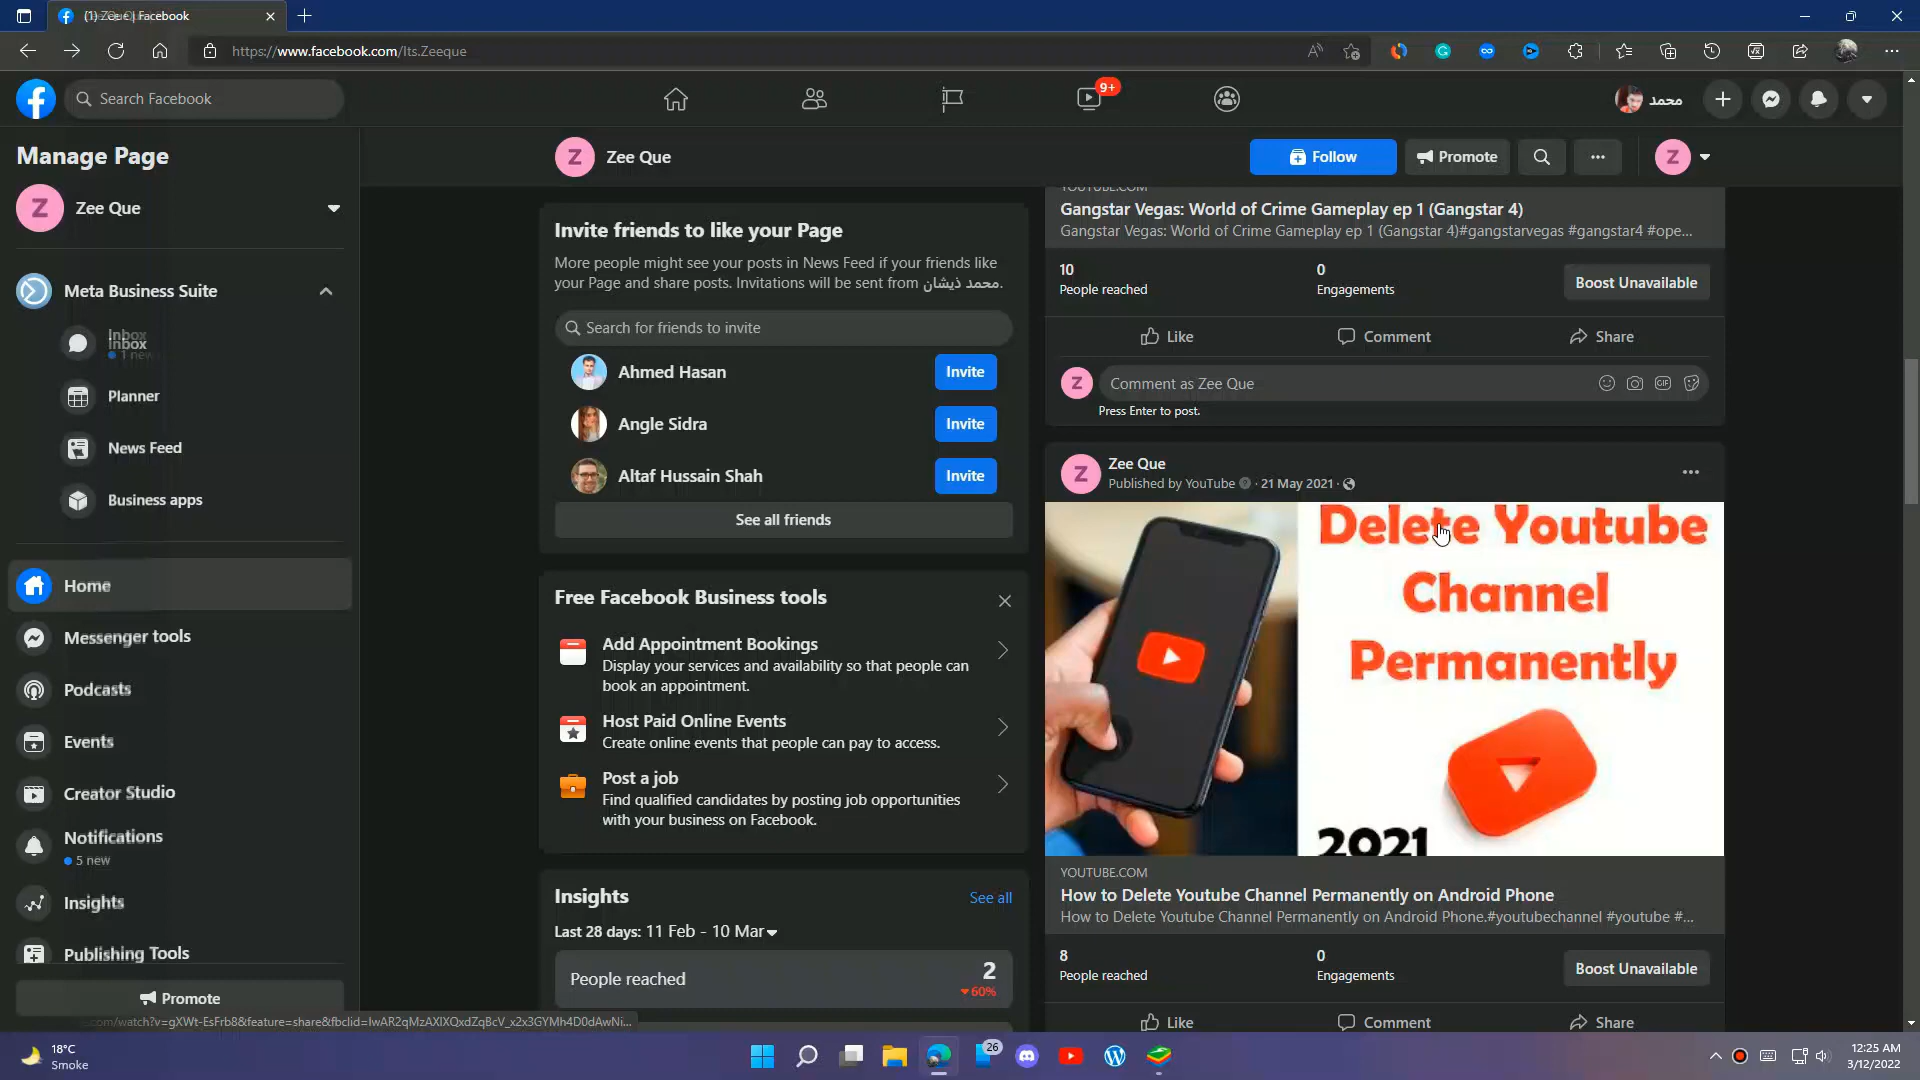 Zeeque | Facebook
https://www.facebook.com/Its.Zeeque
Search Facebook
9+
محمد
Manage Page
Z
Zee Que
Meta Business Suite
Inbox
1 new
Planner
News Feed
Business apps
Home
Messenger tools
Podcasts
Events
Creator Studio
Notifications
5 new
Insights
Publishing Tools
Promote
Z
Zee Que
Follow
Promote
Z
Invite friends to like your Page
More people might see your posts in News Feed if your friends like
your Page and share posts. Invitations will be sent from محمد ذیشان.
Search for friends to invite
Ahmed Hasan
Invite
Angle Sidra
Invite
Altaf Hussain Shah
Invite
See all friends
Free Facebook Business tools
Add Appointment Bookings
Display your services and availability so that people can
book an appointment.
Host Paid Online Events
Create online events that people can pay to access.
Post a job
Find qualified candidates by posting job opportunities
with your business on Facebook.
Insights
See all
Last 28 days: 11 Feb - 10 Mar
People reached
2
60%
YOUTUBE.COM
Gangstar Vegas: World of Crime Gameplay ep 1 (Gangstar 4)
Gangstar Vegas: World of Crime Gameplay ep 1 (Gangstar 4)#gangstarvegas #gangstar4 #ope...
10
People reached
0
Engagements
Boost Unavailable
Like
Comment
Share
Z
Comment as Zee Que
GIF
Press Enter to post.
Z
Zee Que
Published by YouTube · 21 May 2021 ·
Delete Youtube
Channel
Permanently
2021
YOUTUBE.COM
How to Delete Youtube Channel Permanently on Android Phone
How to Delete Youtube Channel Permanently on Android Phone.#youtubechannel #youtube #...
8
People reached
0
Engagements
Boost Unavailable
Like
Comment
Share
18°C
Smoke
26
12:25 AM
3/12/2022